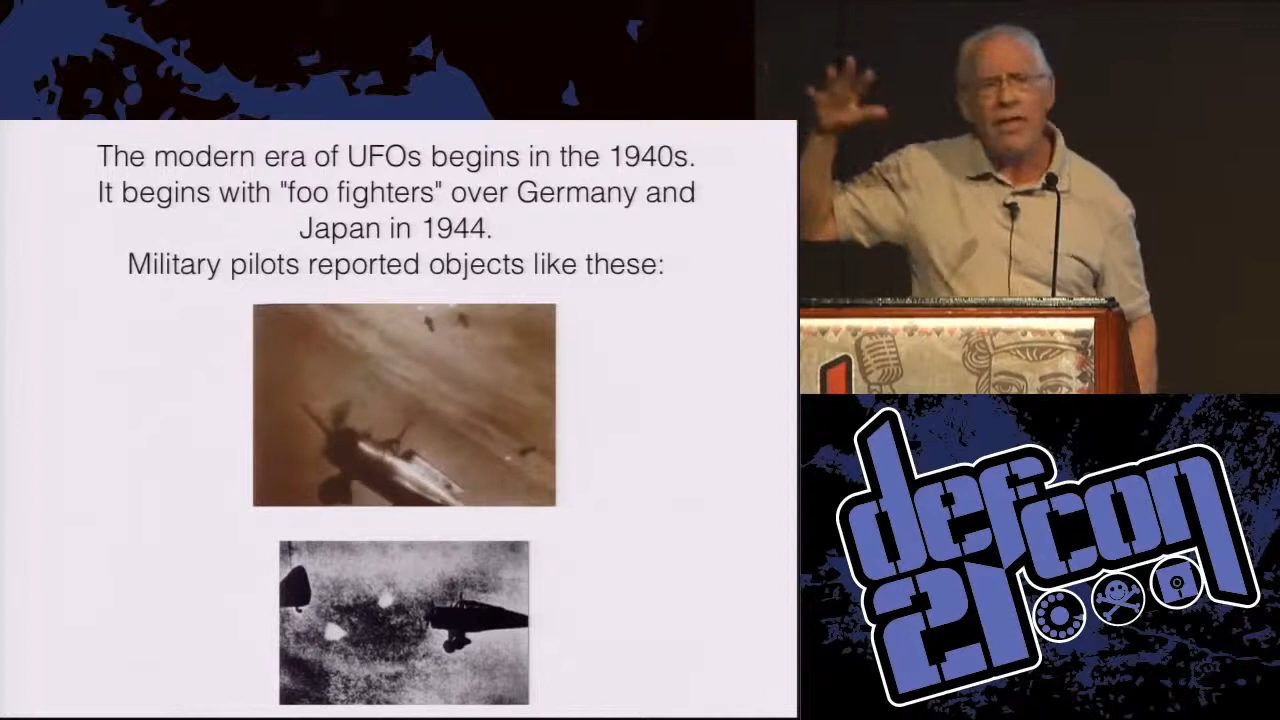 The modern era of UFOs begins in the 1940s.
It begins with "foo fighters" over Germany and
Japan in 1944.
Military pilots reported objects like these:
defcon
21